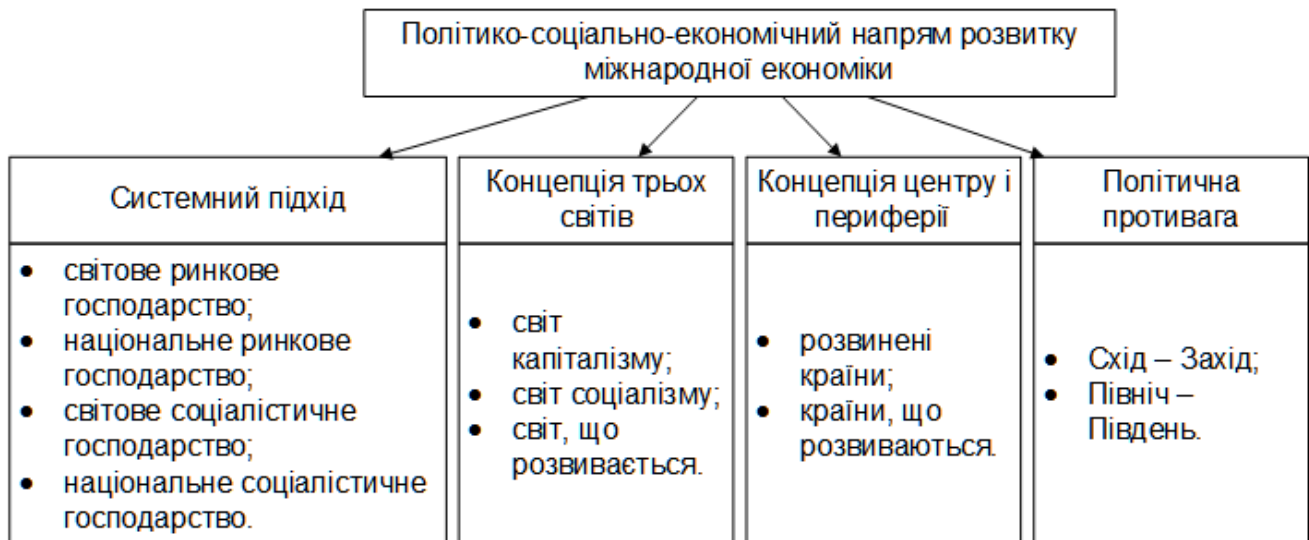 Політико-соціально-економічний напрям розвитку
міжнародної економіки
Системний підхід
• світове ринкове
господарство;
• національне ринкове
господарство;
• світове соціалістичне
господарство;
• національне соціалістичне
господарство.
Концепція трьох
світів
• світ
капіталізму;
• світ соціалізму;
• світ, що
розвивається.
Концепція центру і
периферії
• розвинені
країни;
• країни, що
розвиваються.
Політична
противага
• Схід – Захід;
• Північ –
Південь.